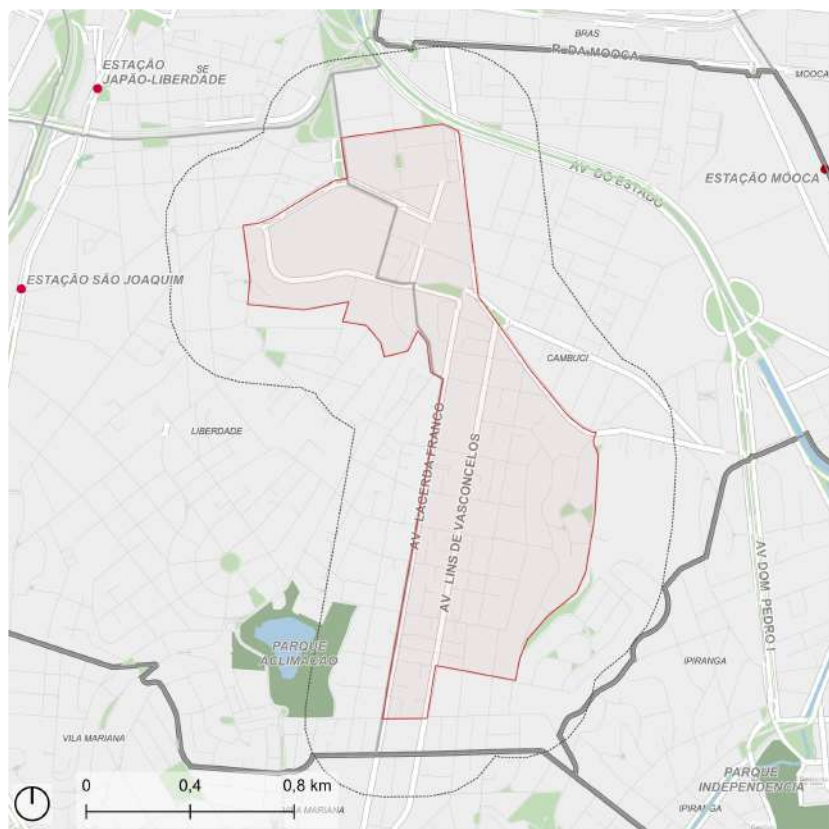 BRAS
R. DA MOOCA
ESTAÇÃO
JAPÃO-LIBERDADE
SE
MOOCA
ESTAÇÃO MOOCA
AV DO ESTADO
ESTAÇÃO SÃO JOAQUIM
CAMBUCI
LIBERDADE
AV LACERDA FRANCO
AV LINS DE VASCONCELOS
AV DOM PEDRO I
PARQUE
ACLIMAÇÃO
IPIRANGA
VILA MARIANA
PARQUE
INDEPENDÊNCIA
0 0,4 0,8 km
VILA MARIANA
IPIRANGA